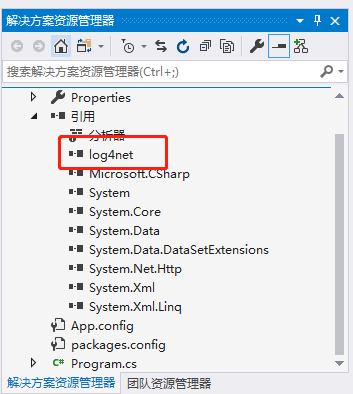 解决方案资源管理器
搜索解决方案资源管理器(Ctrl+;)
Properties
引用
分析器
log4net
Microsoft.CSharp
System
System.Core
System.Data
System.Data.DataSetExtensions
System.Net.Http
System.Xml
System.Xml.Linq
App.config
packages.config
C# Program.cs
解决方案资源管理器 团队资源管理器